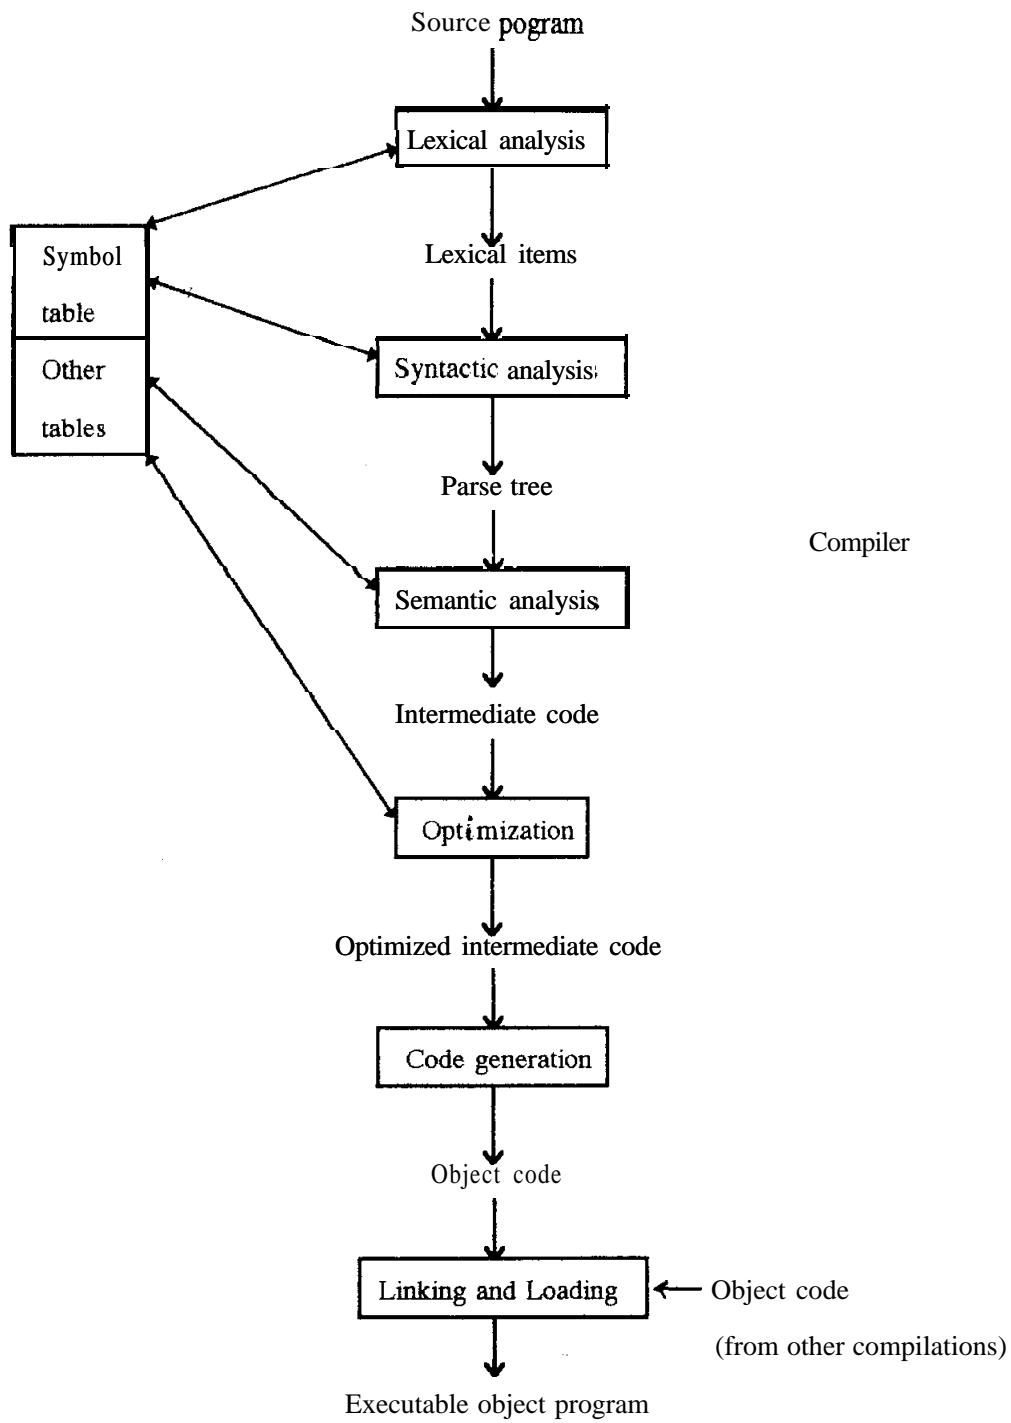 Source pogram
Lexical analysis
Lexical items
Symbol
table
Other
tables
Syntactic analysis
Parse tree
Compiler
Semantic analysis
Intermediate code
Optimization
Optimized intermediate code
Code generation
Object code
Linking and Loading
Object code
(from other compilations)
Executable object program